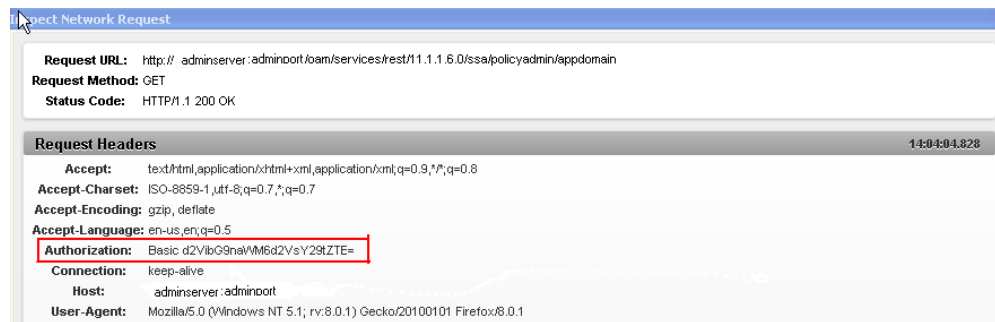 Inspect Network Request
Request URL: http:// adminserver:adminport/oam/services/rest/11.1.1.6.0/ssa/policyadmin/appdomain
Request Method: GET
Status Code: HTTP/1.1 200 OK
Request Headers 14:04:04.828
Accept: text/html,application/xhtml+xml,application/xml;q=0.9,*/*;q=0.8
Accept-Charset: ISO-8859-1,utf-8;q=0.7,*;q=0.7
Accept-Encoding: gzip, deflate
Accept-Language: en-us,en;q=0.5
Authorization: Basic d2VibG9naWM6d2VsY29tZTE=
Connection: keep-alive
Host: adminserver:adminport
User-Agent: Mozilla/5.0 (Windows NT 5.1; rv:8.0.1) Gecko/20100101 Firefox/8.0.1